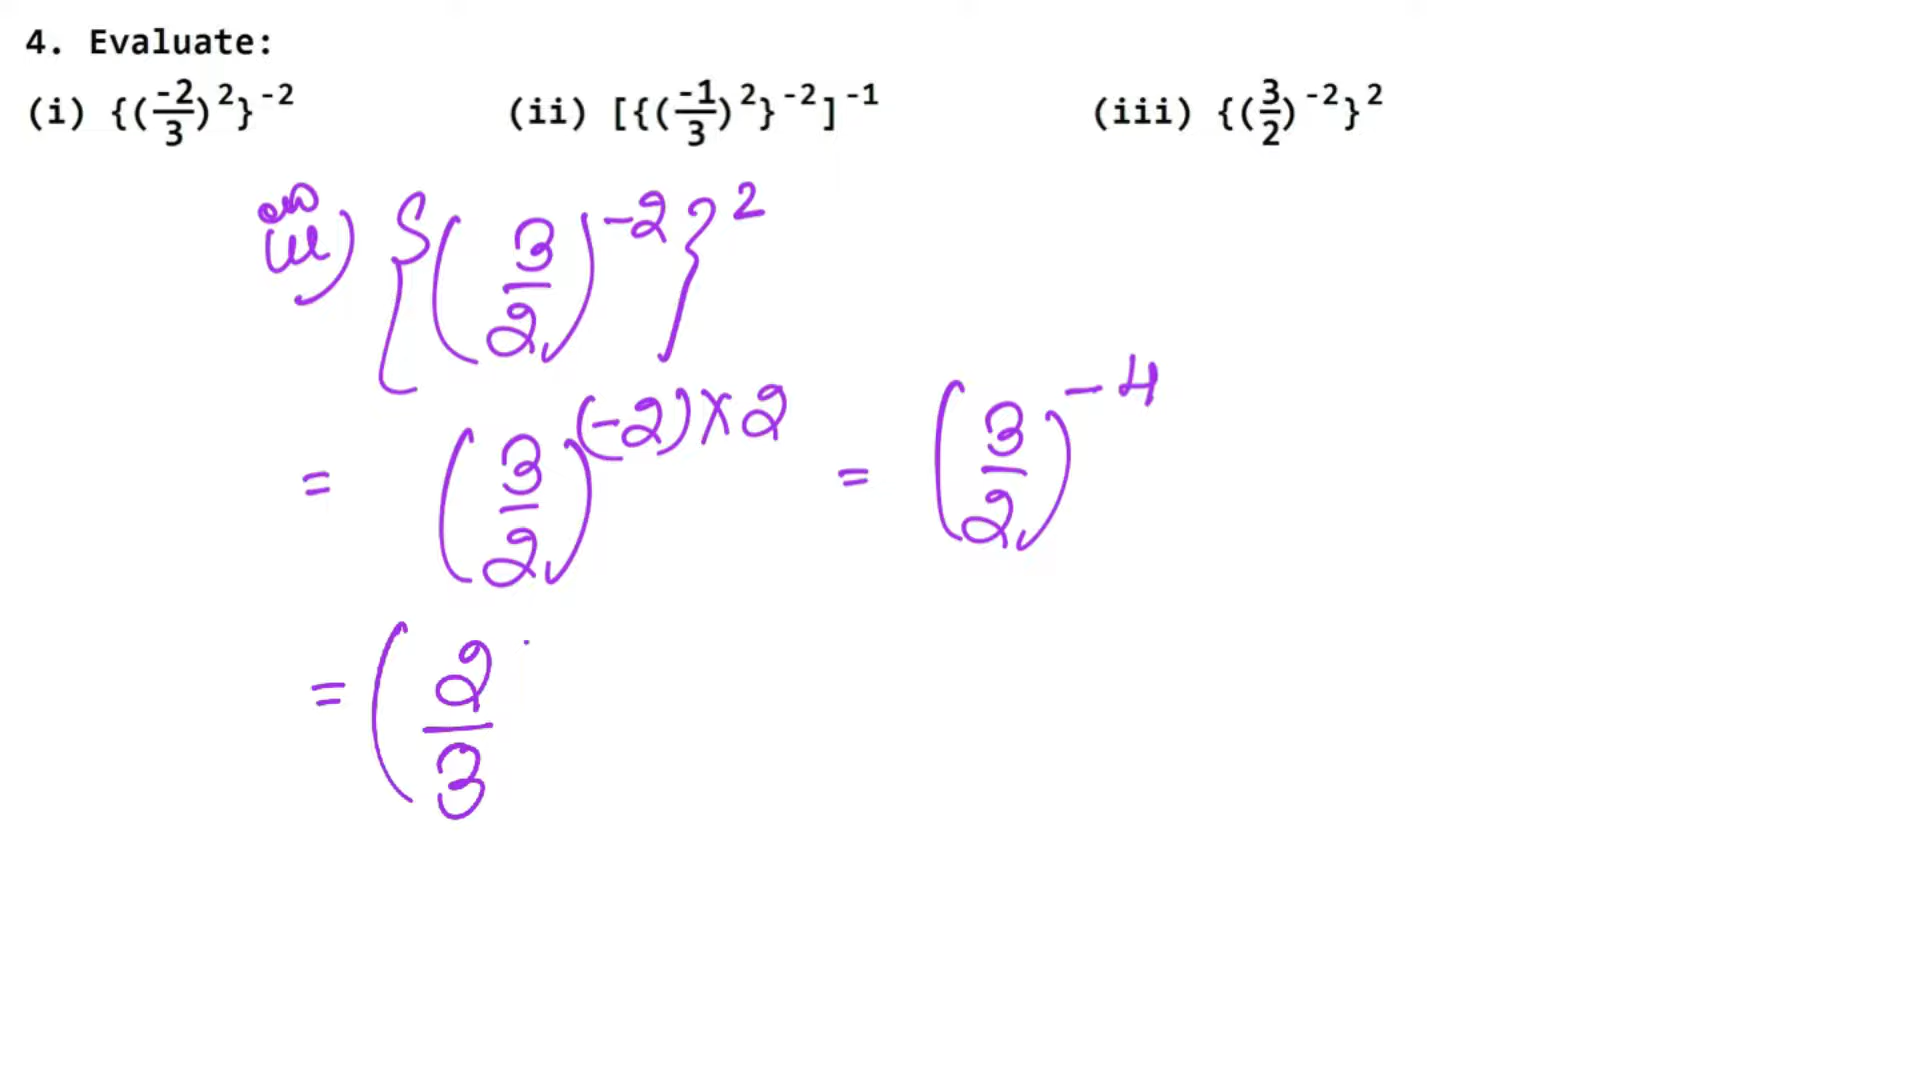 4. Evaluate:
(i) {(-2/3)^2}^-2 (ii) [{(-1/3)^2}^-2]^-1 (iii) {(3/2)^-2}^2
(iii) {(3/2)^-2}^2
= (3/2)^(-2)×2 = (3/2)^-4
= (2/3